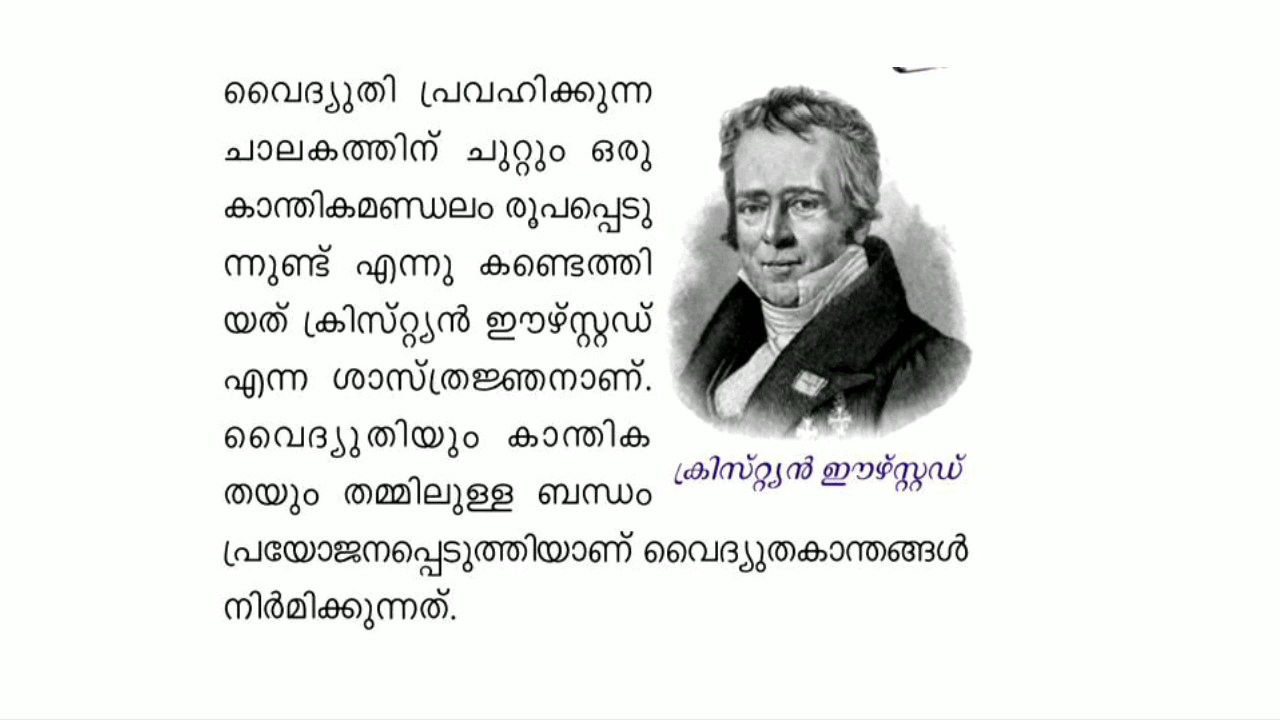 വൈദ്യുതി പ്രവഹിക്കുന്ന
ചാലകത്തിന് ചുറ്റും ഒരു
കാന്തികമണ്ഡലം രൂപപ്പെടു
ന്നുണ്ട് എന്നു കണ്ടെത്തി
യത് ക്രിസ്റ്റ്യൻ ഈഴ്സ്റ്റഡ്
എന്ന ശാസ്ത്രജ്ഞനാണ്.
വൈദ്യുതിയും കാന്തിക
തയും തമ്മിലുള്ള ബന്ധം
പ്രയോജനപ്പെടുത്തിയാണ് വൈദ്യുതകാന്തങ്ങൾ
നിർമിക്കുന്നത്.
ക്രിസ്റ്റ്യൻ ഈഴ്സ്റ്റഡ്